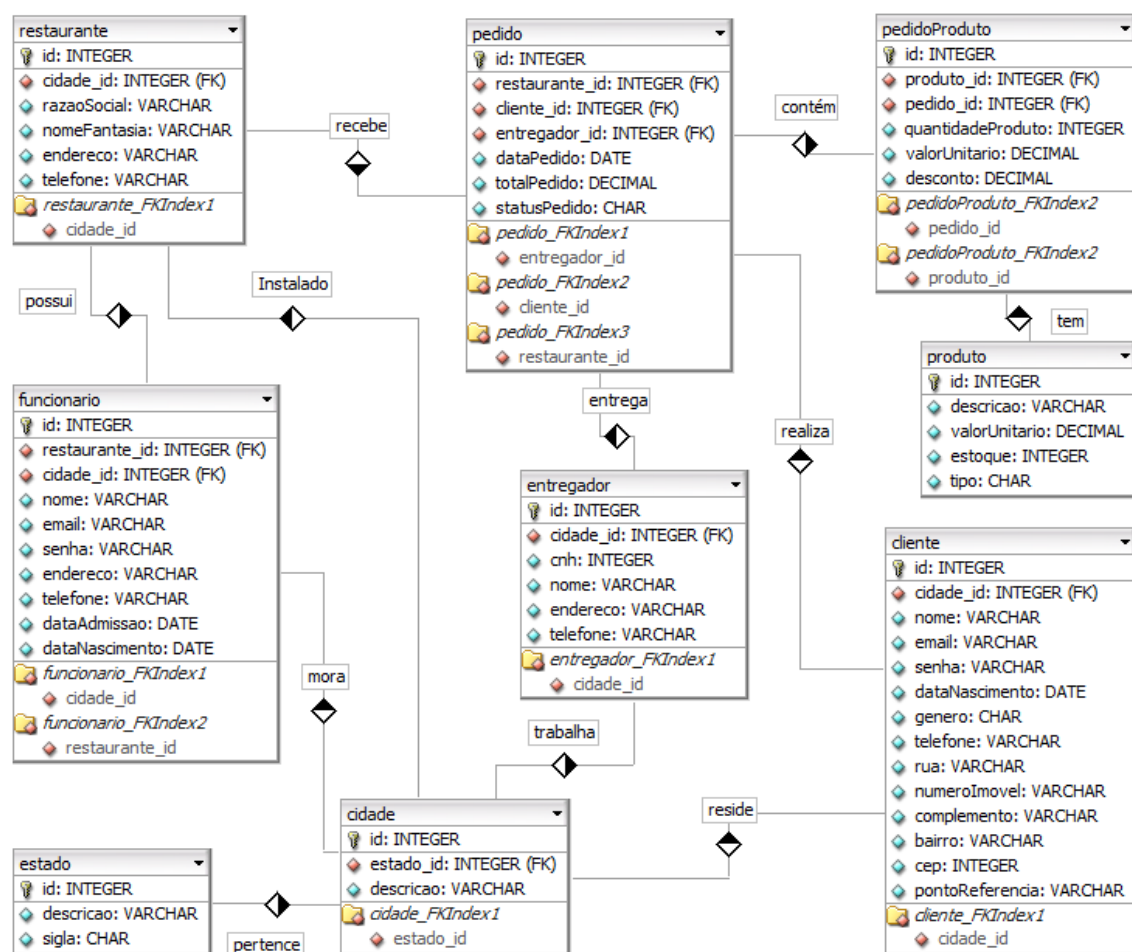 restaurante
id: INTEGER
cidade_id: INTEGER (FK)
razaoSocial: VARCHAR
nomeFantasia: VARCHAR
endereco: VARCHAR
telefone: VARCHAR
restaurante_FKIndex1
cidade_id
recebe
pedido
id: INTEGER
restaurante_id: INTEGER (FK)
cliente_id: INTEGER (FK)
entregador_id: INTEGER (FK)
dataPedido: DATE
totalPedido: DECIMAL
statusPedido: CHAR
pedido_FKIndex1
entregador_id
pedido_FKIndex2
cliente_id
pedido_FKIndex3
restaurante_id
contém
pedidoProduto
id: INTEGER
produto_id: INTEGER (FK)
pedido_id: INTEGER (FK)
quantidadeProduto: INTEGER
valorUnitario: DECIMAL
desconto: DECIMAL
pedidoProduto_FKIndex2
pedido_id
pedidoProduto_FKIndex2
produto_id
possui
Instalado
tem
produto
id: INTEGER
descricao: VARCHAR
valorUnitario: DECIMAL
estoque: INTEGER
tipo: CHAR
funcionario
id: INTEGER
restaurante_id: INTEGER (FK)
cidade_id: INTEGER (FK)
nome: VARCHAR
email: VARCHAR
senha: VARCHAR
endereco: VARCHAR
telefone: VARCHAR
dataAdmissao: DATE
dataNascimento: DATE
funcionario_FKIndex1
cidade_id
funcionario_FKIndex2
restaurante_id
entrega
realiza
entregador
id: INTEGER
cidade_id: INTEGER (FK)
cnh: INTEGER
nome: VARCHAR
endereco: VARCHAR
telefone: VARCHAR
entregador_FKIndex1
cidade_id
cliente
id: INTEGER
cidade_id: INTEGER (FK)
nome: VARCHAR
email: VARCHAR
senha: VARCHAR
dataNascimento: DATE
genero: CHAR
telefone: VARCHAR
rua: VARCHAR
numeroImovel: VARCHAR
complemento: VARCHAR
bairro: VARCHAR
cep: INTEGER
pontoReferencia: VARCHAR
cliente_FKIndex1
cidade_id
mora
trabalha
reside
cidade
id: INTEGER
estado_id: INTEGER (FK)
descricao: VARCHAR
cidade_FKIndex1
estado_id
estado
id: INTEGER
descricao: VARCHAR
sigla: CHAR
pertence